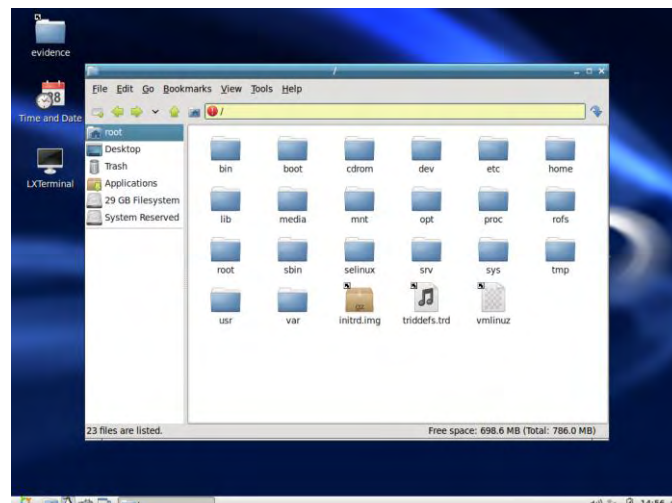 evidence
Time and Date
LXTerminal
/
File Edit Go Bookmarks View Tools Help
/
root
Desktop
Trash
Applications
29 GB Filesystem
System Reserved
bin boot cdrom dev etc home
lib media mnt opt proc rofs
root sbin selinux srv sys tmp
usr var initrd.img triddefs.trd vmlinuz
23 files are listed.
Free space: 698.6 MB (Total: 786.0 MB)